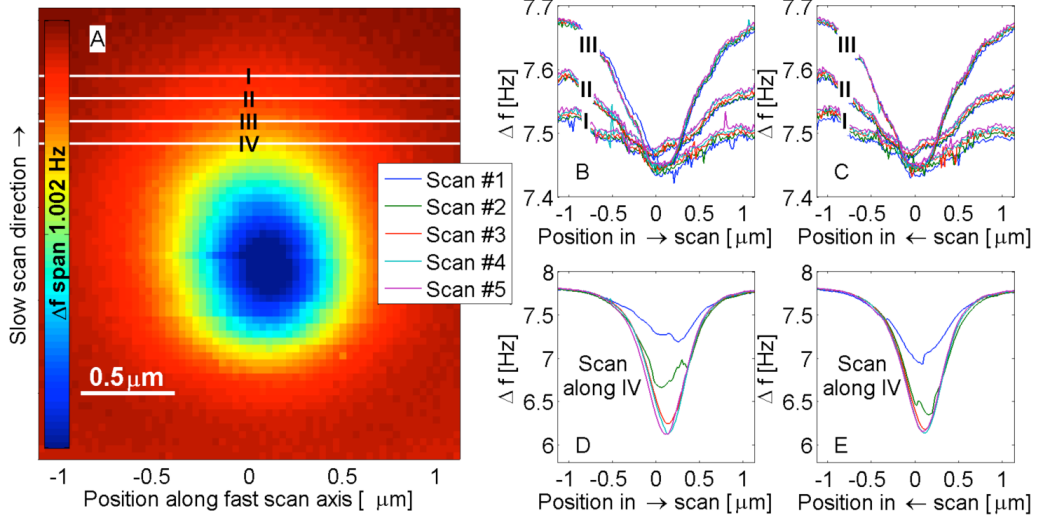 A
I
II
III
IV
Slow scan direction →
Δf span 1.002 Hz
0.5μm
-1 -0.5 0 0.5 1
Position along fast scan axis [ μm]
Scan #1
Scan #2
Scan #3
Scan #4
Scan #5
7.7
7.6
7.5
7.4
Δ f [Hz]
III
II
I
B
-1 -0.5 0 0.5 1
Position in → scan [ μm]
7.7
7.6
7.5
7.4
Δ f [Hz]
III
II
I
C
-1 -0.5 0 0.5 1
Position in ← scan [ μm]
8
7.5
7
6.5
6
Δ f [Hz]
Scan
along IV
D
-1 -0.5 0 0.5 1
Position in → scan [ μm]
8
7.5
7
6.5
6
Δ f [Hz]
Scan
along IV
E
-1 -0.5 0 0.5 1
Position in ← scan [ μm]